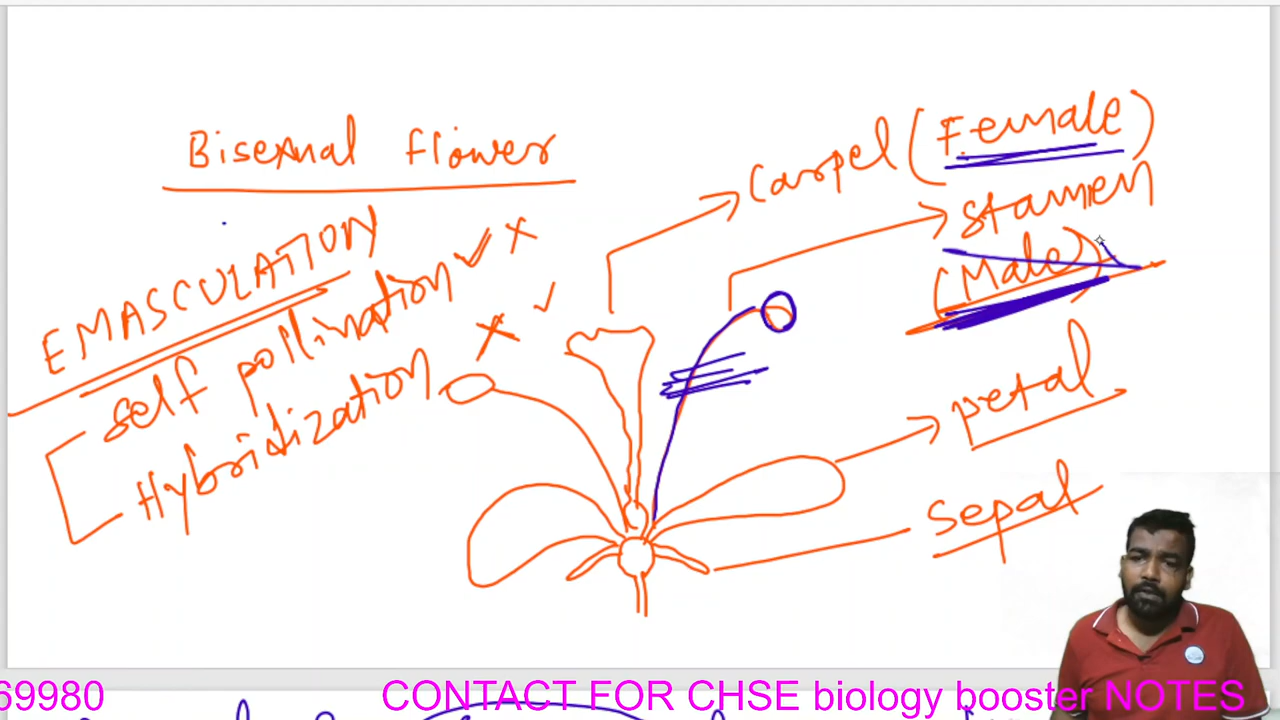 Bisexual flower
EMASCULATION
self pollination
Hybridization
Carpel (Female)
stamen
(Male)
petal
sepal
69980
CONTACT FOR CHSE biology booster NOTES